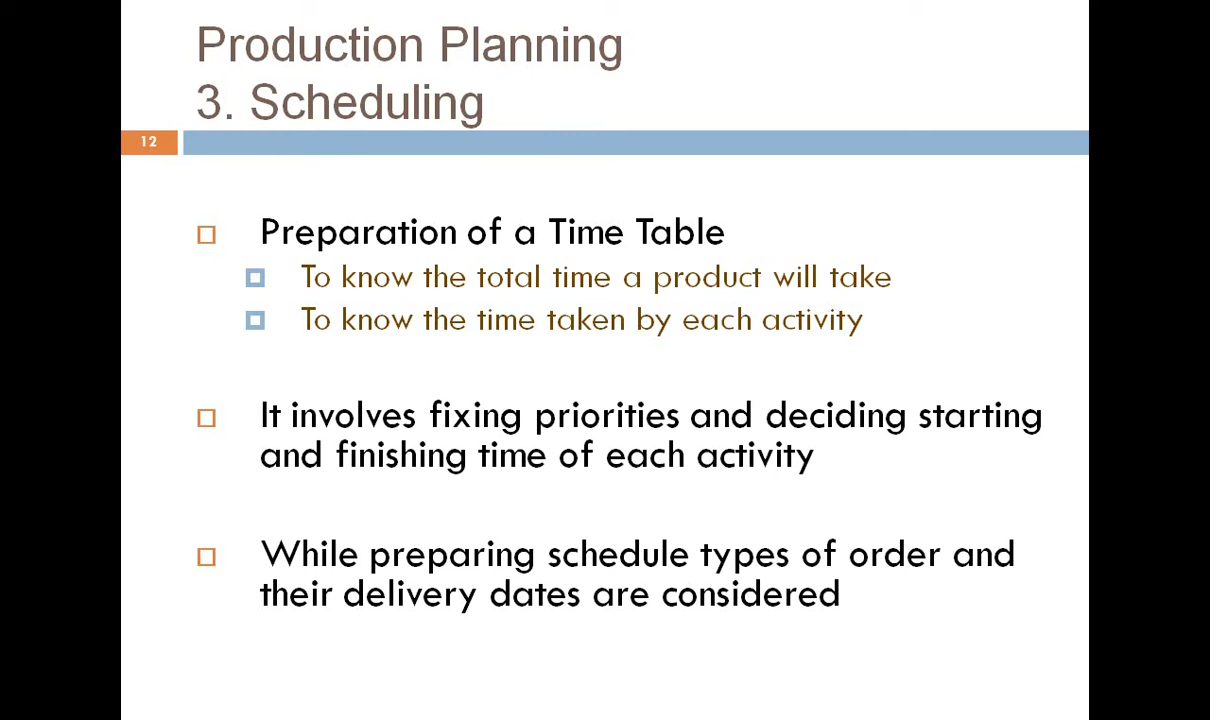 Production Planning
3. Scheduling
12
Preparation of a Time Table
To know the total time a product will take
To know the time taken by each activity
It involves fixing priorities and deciding starting
and finishing time of each activity
While preparing schedule types of order and
their delivery dates are considered